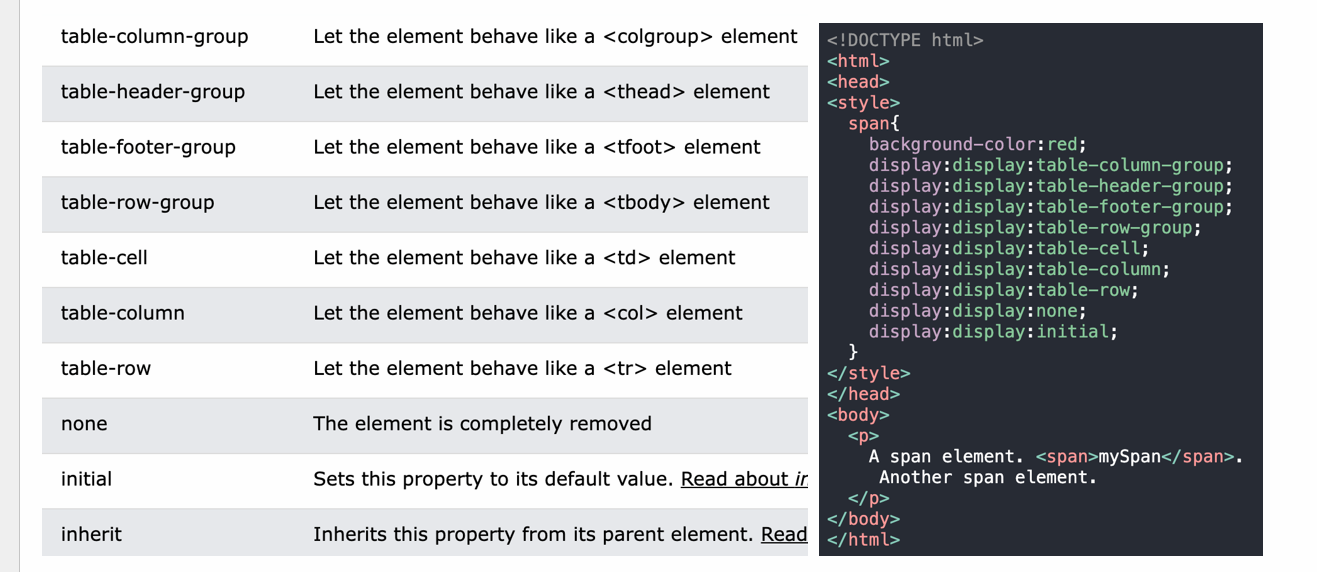 table-column-group Let the element behave like a <colgroup> element
table-header-group Let the element behave like a <thead> element
table-footer-group Let the element behave like a <tfoot> element
table-row-group Let the element behave like a <tbody> element
table-cell Let the element behave like a <td> element
table-column Let the element behave like a <col> element
table-row Let the element behave like a <tr> element
none The element is completely removed
initial Sets this property to its default value. Read about
inherit Inherits this property from its parent element. Read
<!DOCTYPE html>
<html>
<head>
<style>
span{
background-color:red;
display:display:table-column-group;
display:display:table-header-group;
display:display:table-footer-group;
display:display:table-row-group;
display:display:table-cell;
display:display:table-column;
display:display:table-row;
display:display:none;
display:display:initial;
}
</style>
</head>
<body>
<p>
A span element. <span>mySpan</span>.
Another span element.
</p>
</body>
</html>